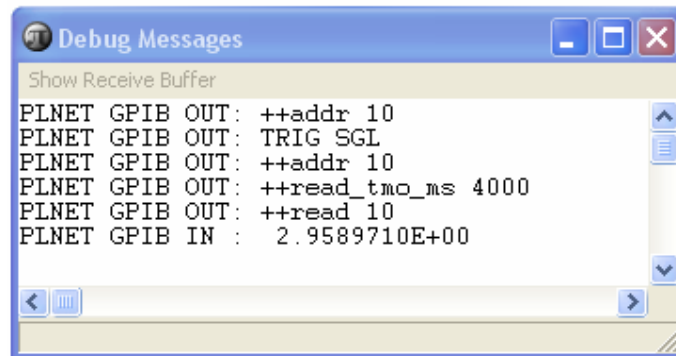 Debug Messages
Show Receive Buffer
PLNET GPIB OUT: ++addr 10
PLNET GPIB OUT: TRIG SGL
PLNET GPIB OUT: ++addr 10
PLNET GPIB OUT: ++read_tmo_ms 4000
PLNET GPIB OUT: ++read 10
PLNET GPIB IN :  2.9589710E+00